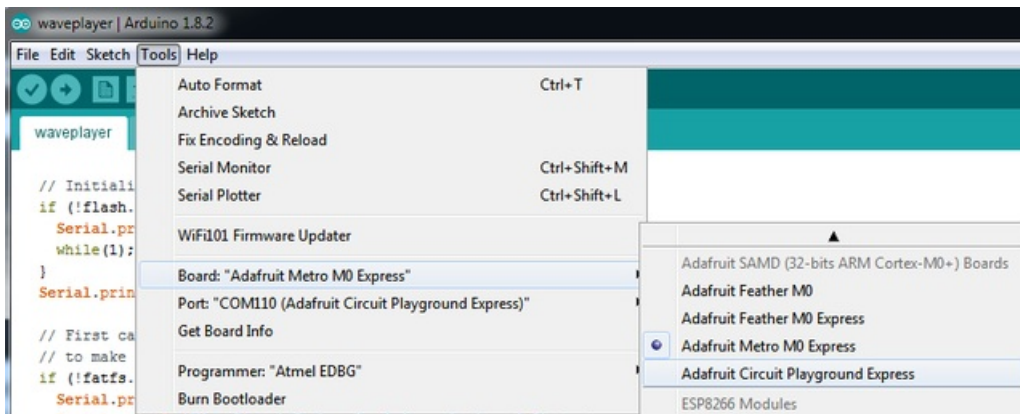 waveplayer | Arduino 1.8.2
File Edit Sketch Tools Help
Auto Format Ctrl+T
Archive Sketch
Fix Encoding & Reload
Serial Monitor Ctrl+Shift+M
Serial Plotter Ctrl+Shift+L
WiFi101 Firmware Updater
Board: "Adafruit Metro M0 Express"
Port: "COM110 (Adafruit Circuit Playground Express)"
Get Board Info
Programmer: "Atmel EDBG"
Burn Bootloader
waveplayer
// Initiali
if (!flash.
Serial.pr
while(1);
}
Serial.prin
// First ca
// to make
if (!fatfs.
Serial.pr
Adafruit SAMD (32-bits ARM Cortex-M0+) Boards
Adafruit Feather M0
Adafruit Feather M0 Express
Adafruit Metro M0 Express
Adafruit Circuit Playground Express
ESP8266 Modules